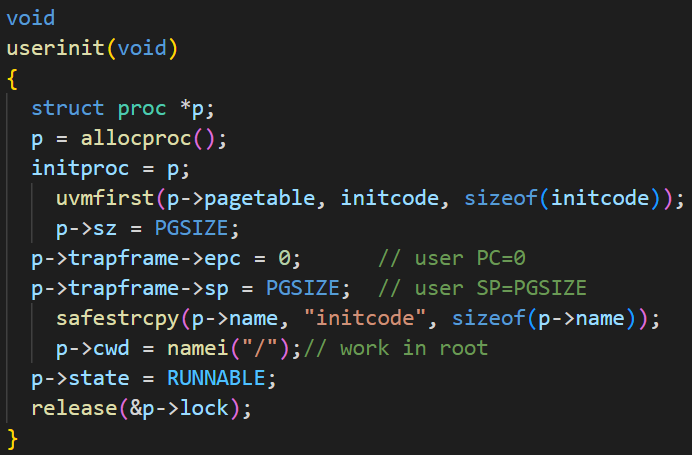 void
userinit(void)
{
  struct proc *p;
  p = allocproc();
  initproc = p;
    uvmfirst(p->pagetable, initcode, sizeof(initcode));
    p->sz = PGSIZE;
  p->trapframe->epc = 0;      // user PC=0
  p->trapframe->sp = PGSIZE;  // user SP=PGSIZE
    safestrcpy(p->name, "initcode", sizeof(p->name));
    p->cwd = namei("/");// work in root
  p->state = RUNNABLE;
  release(&p->lock);
}